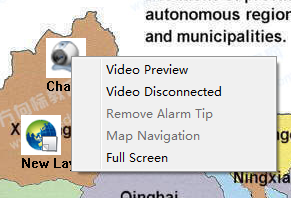 autonomous region
and municipalities.
Video Preview
Video Disconnected
Remove Alarm Tip
Map Navigation
Full Screen
Cha
X
New La
Ningxia
Qinghai